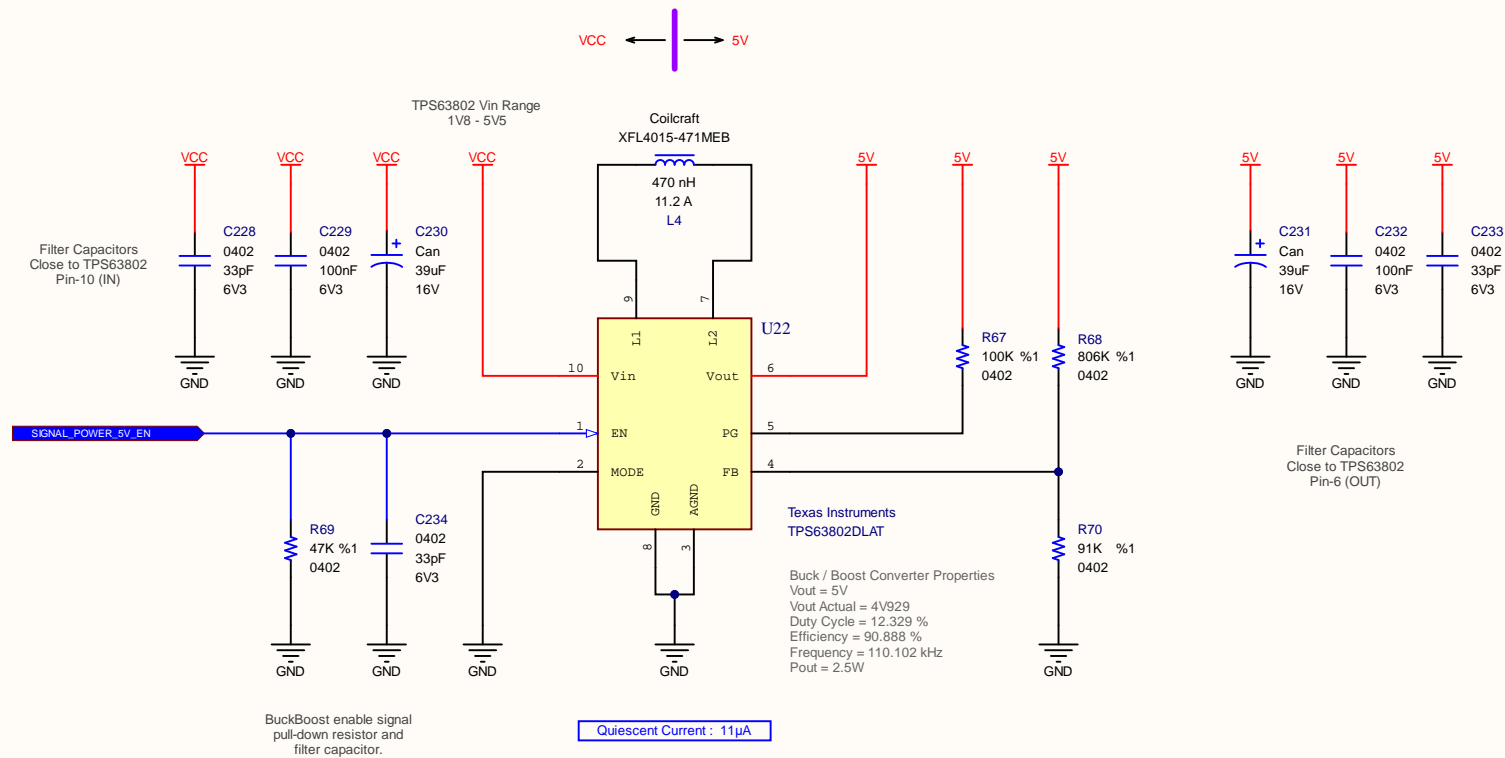 VCC
5V
TPS63802 Vin Range
1V8 - 5V5
Coilcraft
XFL4015-471MEB
470 nH
11.2 A
L4
VCC
VCC
VCC
VCC
5V
5V
5V
5V
5V
5V
Filter Capacitors
Close to TPS63802
Pin-10 (IN)
C228
0402
33pF
6V3
C229
0402
100nF
6V3
+
C230
Can
39uF
16V
GND
GND
GND
9
7
L1
L2
U22
10
Vin
Vout
6
1
EN
PG
5
2
MODE
FB
4
GND
AGND
8
3
R67
100K %1
0402
R68
806K %1
0402
+
C231
Can
39uF
16V
C232
0402
100nF
6V3
C233
0402
33pF
6V3
GND
GND
GND
Filter Capacitors
Close to TPS63802
Pin-6 (OUT)
SIGNAL_POWER_5V_EN
R69
47K %1
0402
C234
0402
33pF
6V3
Texas Instruments
TPS63802DLAT
R70
91K %1
0402
Buck / Boost Converter Properties
Vout = 5V
Vout Actual = 4V929
Duty Cycle = 12.329 %
Efficiency = 90.888 %
Frequency = 110.102 kHz
Pout = 2.5W
GND
GND
GND
GND
GND
BuckBoost enable signal
pull-down resistor and
filter capacitor.
Quiescent Current : 11µA